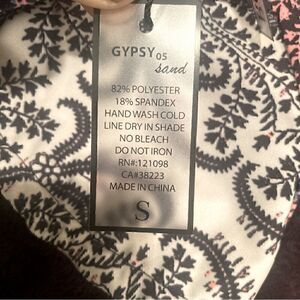 GYPSY 05
sand
82% POLYESTER
18% SPANDEX
HAND WASH COLD
LINE DRY IN SHADE
NO BLEACH
DO NOT IRON
RN#:121098
CA#38223
MADE IN CHINA
S